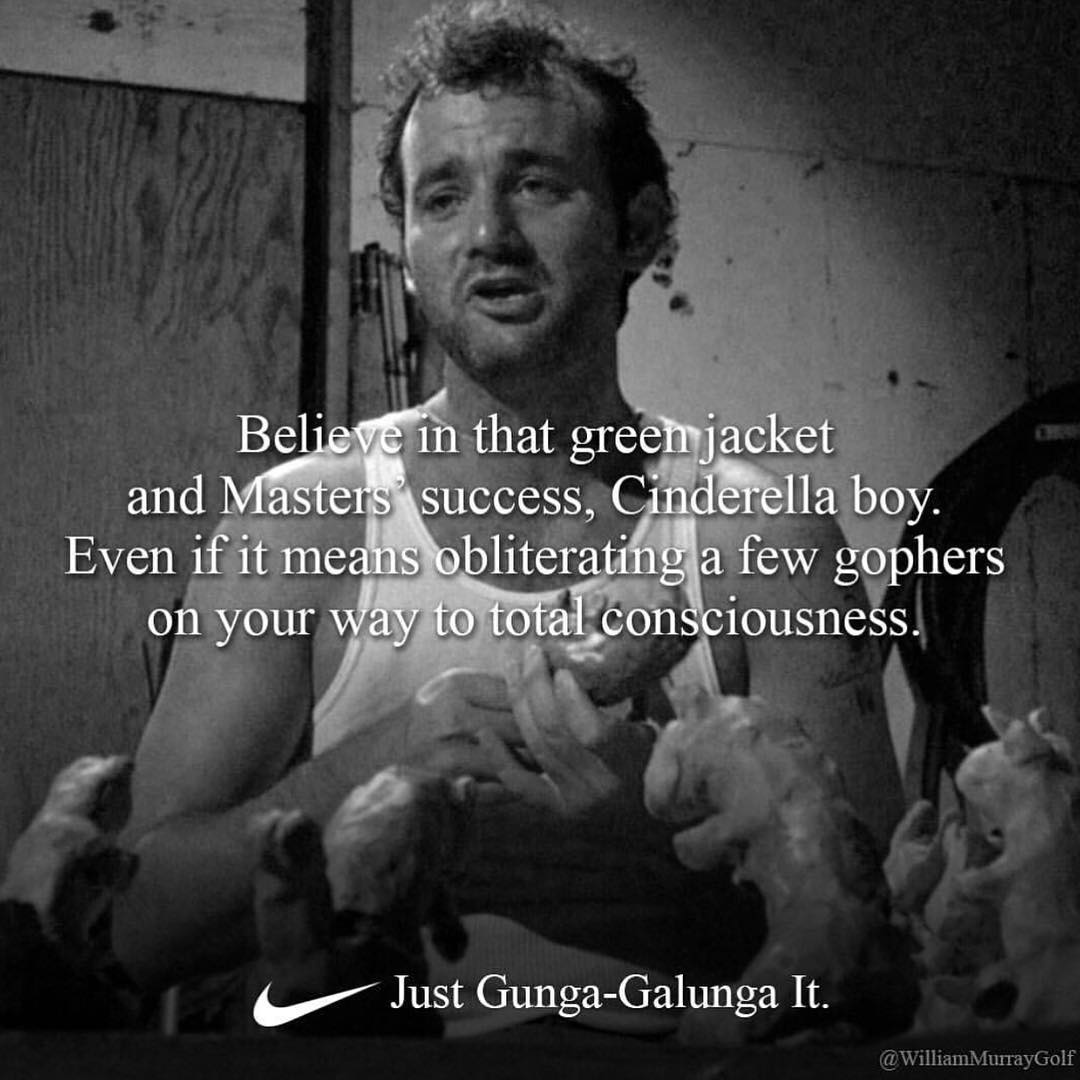 Believe in that green jacket
and Masters' success, Cinderella boy.
Even if it means obliterating a few gophers
on your way to total consciousness.
Just Gunga-Galunga It.
@WilliamMurrayGolf